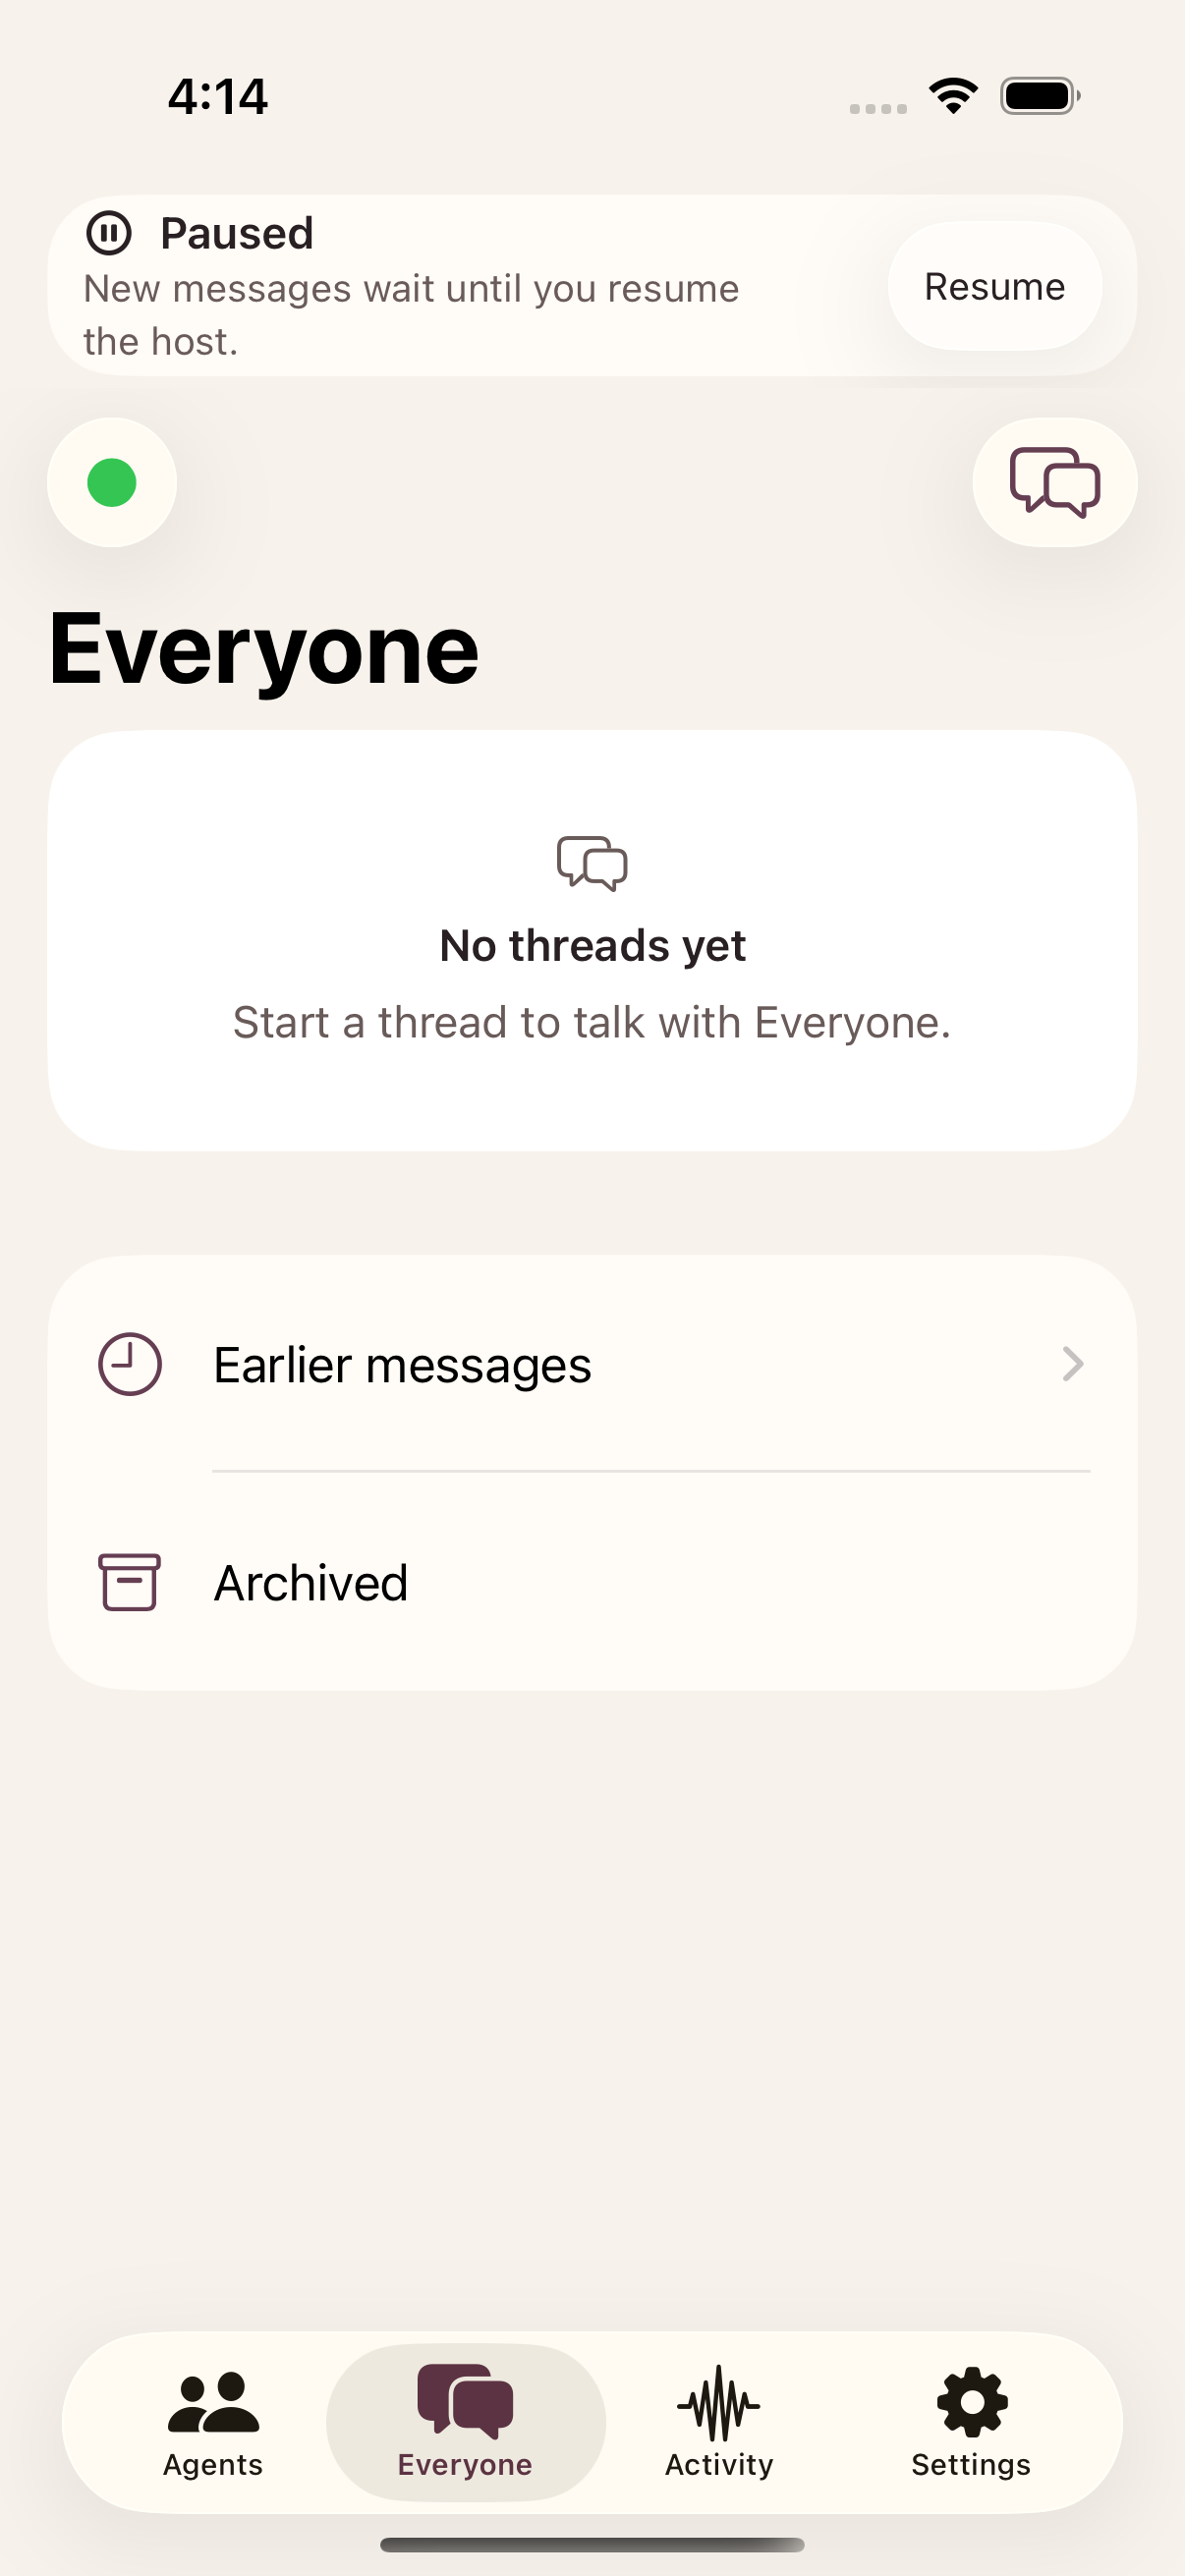 4:14
Paused
New messages wait until you resume
the host.
Resume
Everyone
No threads yet
Start a thread to talk with Everyone.
Earlier messages
Archived
Agents
Everyone
Activity
Settings